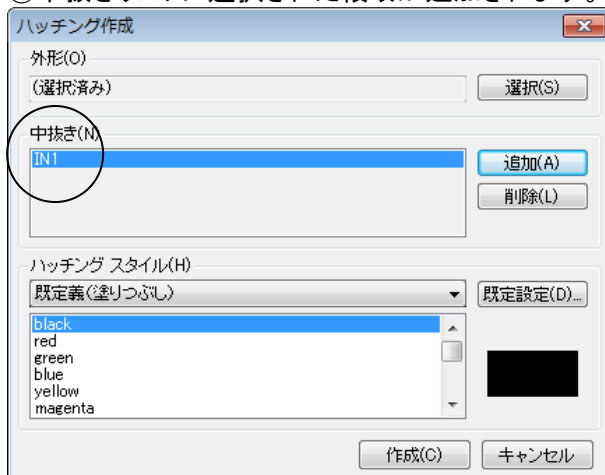 ハッチング作成
外形(O)
(選択済み)
選択(S)
中抜き(N)
IN1
追加(A)
削除(L)
ハッチング スタイル(H)
既定義(塗りつぶし)
既定設定(D)...
black
red
green
blue
yellow
magenta
作成(C)
キャンセル